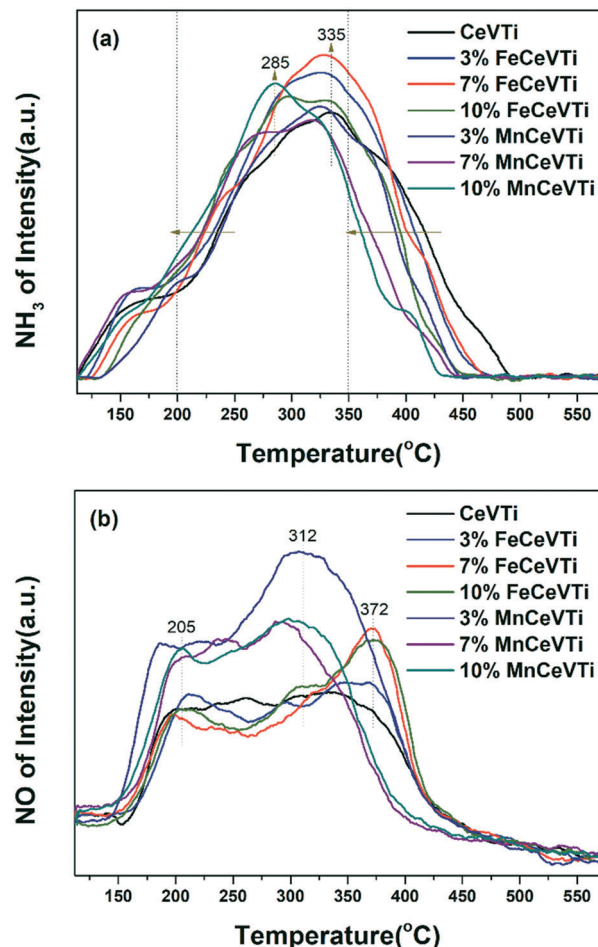 (a)
335
285
CeVTi
3% FeCeVTi
7% FeCeVTi
10% FeCeVTi
3% MnCeVTi
7% MnCeVTi
10% MnCeVTi
NH₃ of Intensity(a.u.)
150 200 250 300 350 400 450 500 550
Temperature(°C)
(b)
312
372
205
CeVTi
3% FeCeVTi
7% FeCeVTi
10% FeCeVTi
3% MnCeVTi
7% MnCeVTi
10% MnCeVTi
NO of Intensity(a.u.)
150 200 250 300 350 400 450 500 550
Temperature(°C)